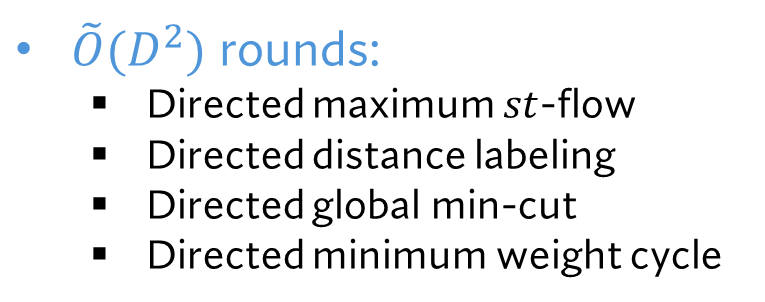 • Õ(D²) rounds:
▪ Directed maximum st-flow
▪ Directed distance labeling
▪ Directed global min-cut
▪ Directed minimum weight cycle